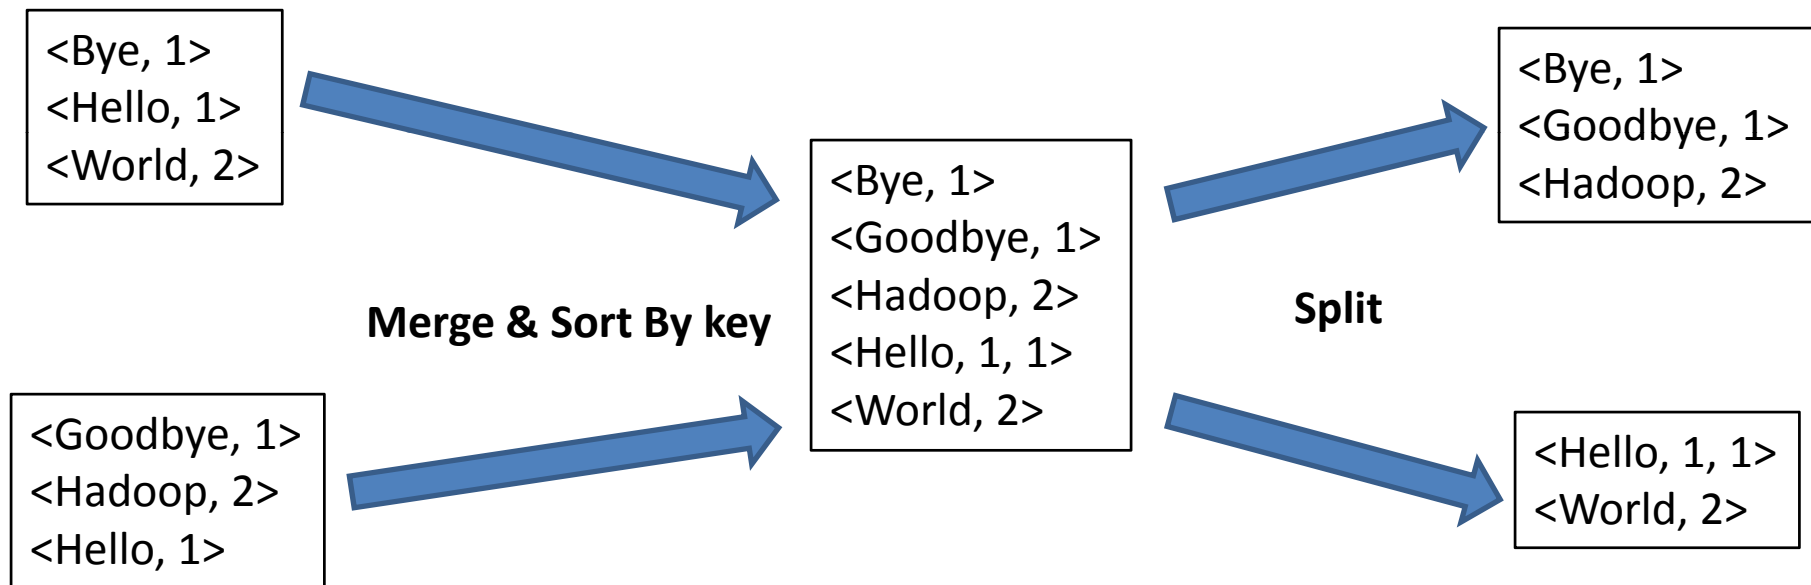 <Bye, 1>
<Hello, 1>
<World, 2>
<Goodbye, 1>
<Hadoop, 2>
<Hello, 1>
Merge & Sort By key
<Bye, 1>
<Goodbye, 1>
<Hadoop, 2>
<Hello, 1, 1>
<World, 2>
Split
<Bye, 1>
<Goodbye, 1>
<Hadoop, 2>
<Hello, 1, 1>
<World, 2>